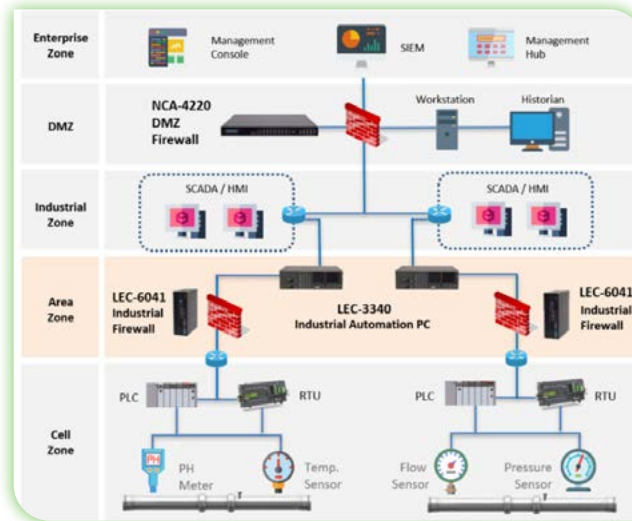 Enterprise
Zone
Management
Console
SIEM
Management
Hub
DMZ
NCA-4220
DMZ
Firewall
Workstation
Historian
Industrial
Zone
SCADA / HMI
SCADA / HMI
Area
Zone
LEC-6041
Industrial
Firewall
LEC-3340
Industrial Automation PC
LEC-6041
Industrial
Firewall
Cell
Zone
PLC
RTU
PLC
RTU
PH
PH
Meter
Temp.
Sensor
Flow
Sensor
Pressure
Sensor